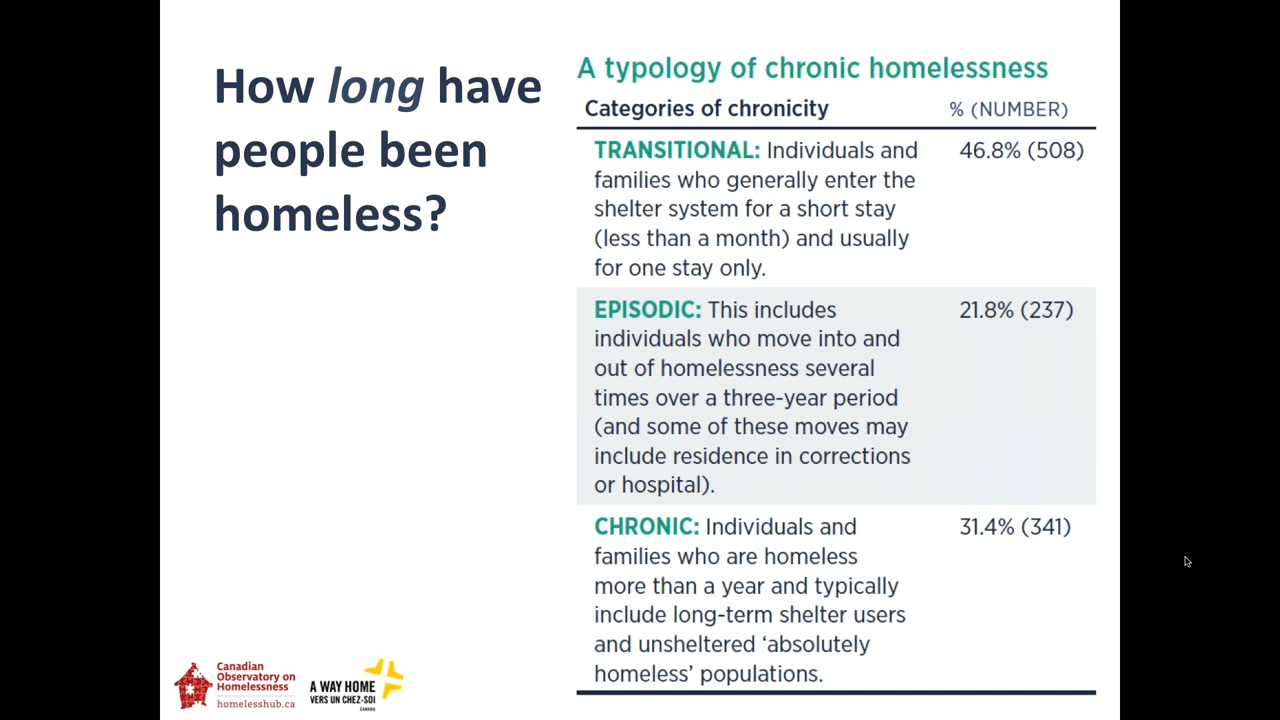 How long have
people been
homeless?
A typology of chronic homelessness
Categories of chronicity % (NUMBER)
TRANSITIONAL: Individuals and 46.8% (508)
families who generally enter the
shelter system for a short stay
(less than a month) and usually
for one stay only.
EPISODIC: This includes 21.8% (237)
individuals who move into and
out of homelessness several
times over a three-year period
(and some of these moves may
include residence in corrections
or hospital).
CHRONIC: Individuals and 31.4% (341)
families who are homeless
more than a year and typically
include long-term shelter users
and unsheltered ‘absolutely
homeless’ populations.
Canadian
Observatory on
Homelessness
homelesshub.ca
A WAY HOME
VERS UN CHEZ-SOI
CANADA